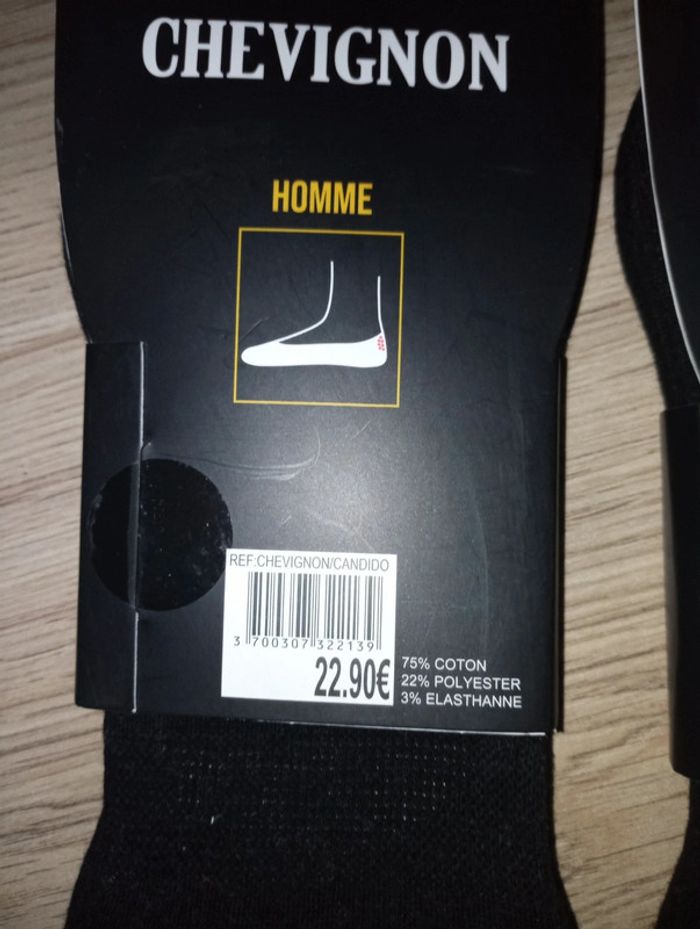 CHEVIGNON
HOMME
REF:CHEVIGNON/CANDIDO
3 700307 322139
22.90€
75% COTON
22% POLYESTER
3% ELASTHANNE